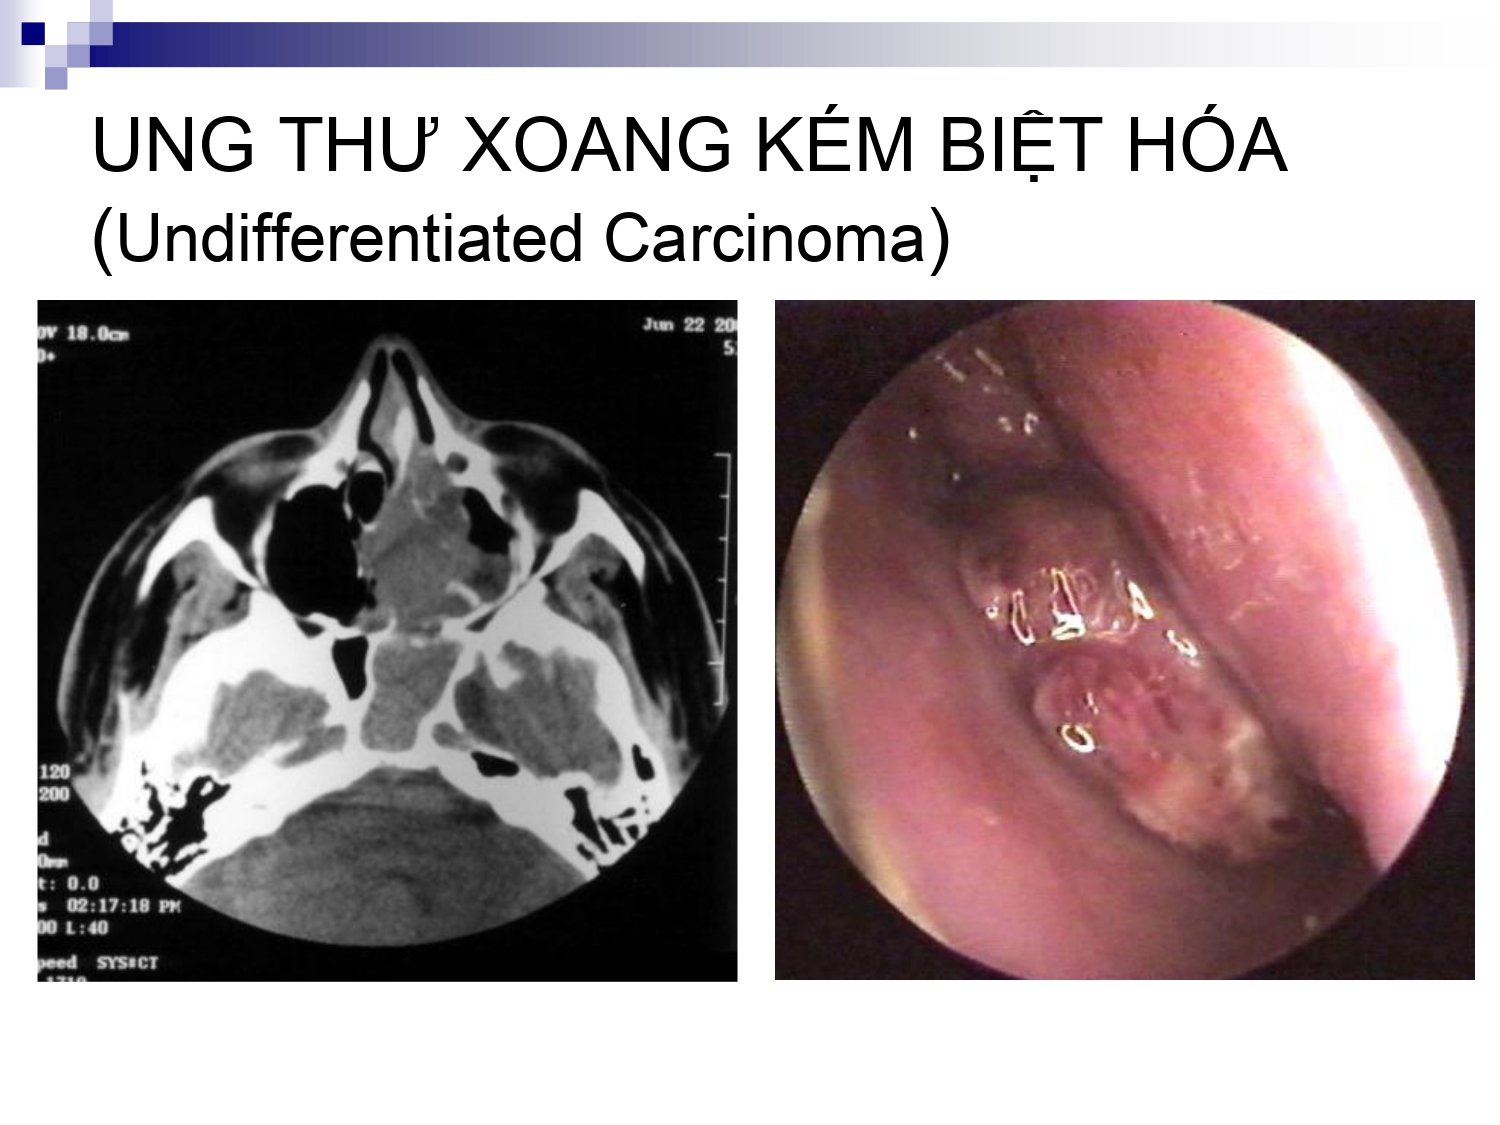 UNG THƯ XOANG KÉM BIỆT HÓA
(Undifferentiated Carcinoma)
OV 18.0cm
Jun 22 20
120
200
0mm
t: 0.0
s 02:17:18 PM
00 L:40
peed SYS#CT